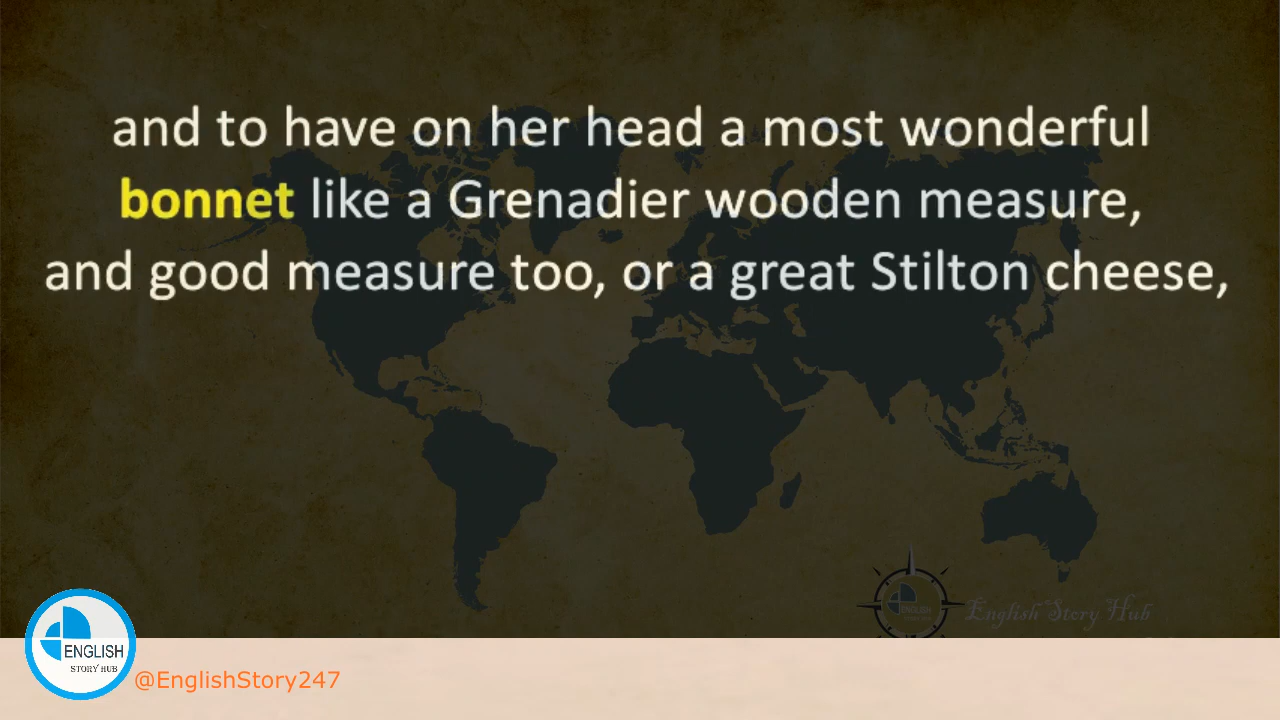 and to have on her head a most wonderful
bonnet like a Grenadier wooden measure,
and good measure too, or a great Stilton cheese,
English Story Hub
ENGLISH
STORY HUB
@EnglishStory247